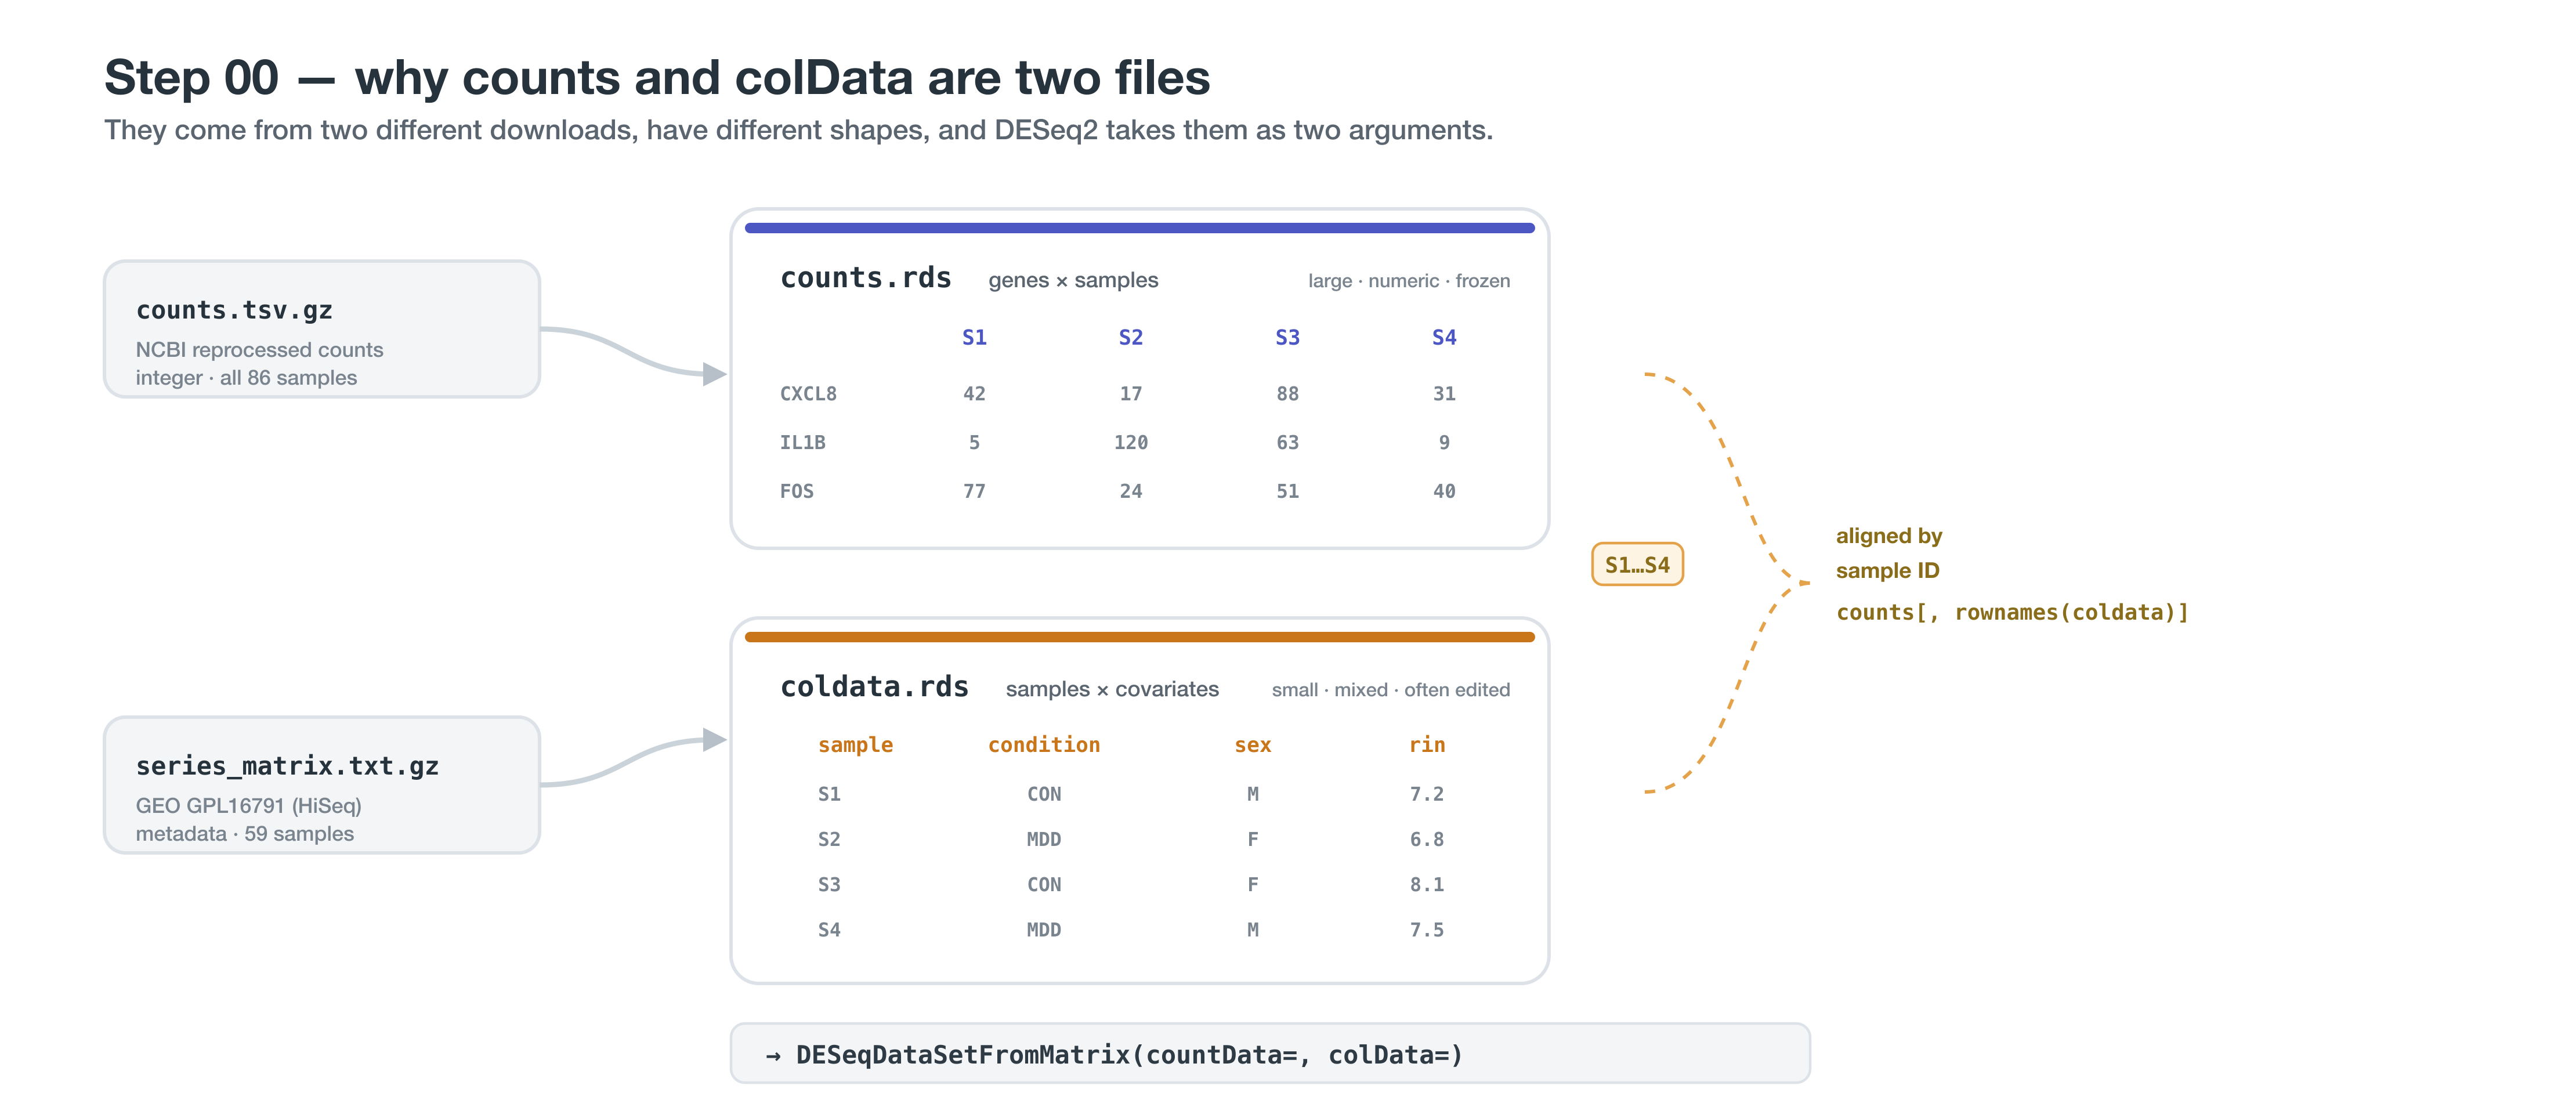 Step 00 — why counts and colData are two files
They come from two different downloads, have different shapes, and DESeq2 takes them as two arguments.
counts.tsv.gz
NCBI reprocessed counts
integer · all 86 samples
counts.rds genes × samples large · numeric · frozen
S1 S2 S3 S4
CXCL8 42 17 88 31
IL1B 5 120 63 9
FOS 77 24 51 40
S1…S4
aligned by
sample ID
counts[, rownames(coldata)]
series_matrix.txt.gz
GEO GPL16791 (HiSeq)
metadata · 59 samples
coldata.rds samples × covariates small · mixed · often edited
sample condition sex rin
S1 CON M 7.2
S2 MDD F 6.8
S3 CON F 8.1
S4 MDD M 7.5
→ DESeqDataSetFromMatrix(countData=, colData=)